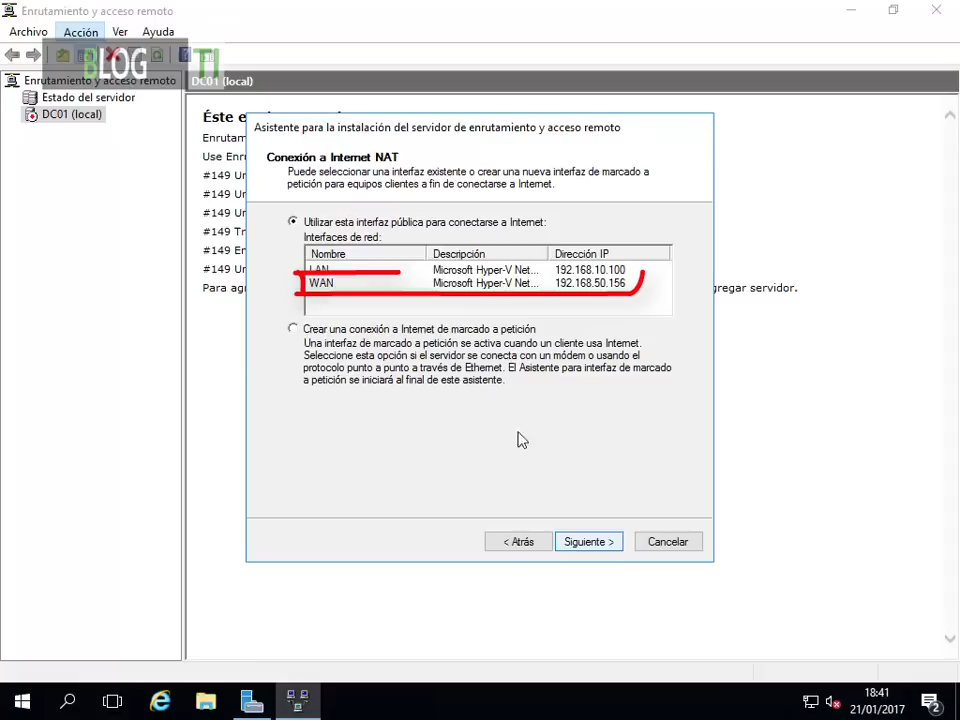 Enrutamiento y acceso remoto
Archivo Acción Ver Ayuda
BLOG TI
Enrutamiento y acceso remoto
Estado del servidor
DC01 (local)
DC01 (local)
Éste e
Enrutam
Use Enru
#149 Un
#149 Un
#149 Un
#149 Tr
#149 En
#149 Un
Para agr
gregar servidor.
Asistente para la instalación del servidor de enrutamiento y acceso remoto
Conexión a Internet NAT
Puede seleccionar una interfaz existente o crear una nueva interfaz de marcado a
petición para equipos clientes a fin de conectarse a Internet.
Utilizar esta interfaz pública para conectarse a Internet:
Interfaces de red:
Nombre Descripción Dirección IP
LAN Microsoft Hyper-V Net... 192.168.10.100
WAN Microsoft Hyper-V Net... 192.168.50.156
Crear una conexión a Internet de marcado a petición
Una interfaz de marcado a petición se activa cuando un cliente usa Internet.
Seleccione esta opción si el servidor se conecta con un módem o usando el
protocolo punto a punto a través de Ethernet. El Asistente para interfaz de marcado
a petición se iniciará al final de este asistente.
< Atrás Siguiente > Cancelar
18:41
21/01/2017
2